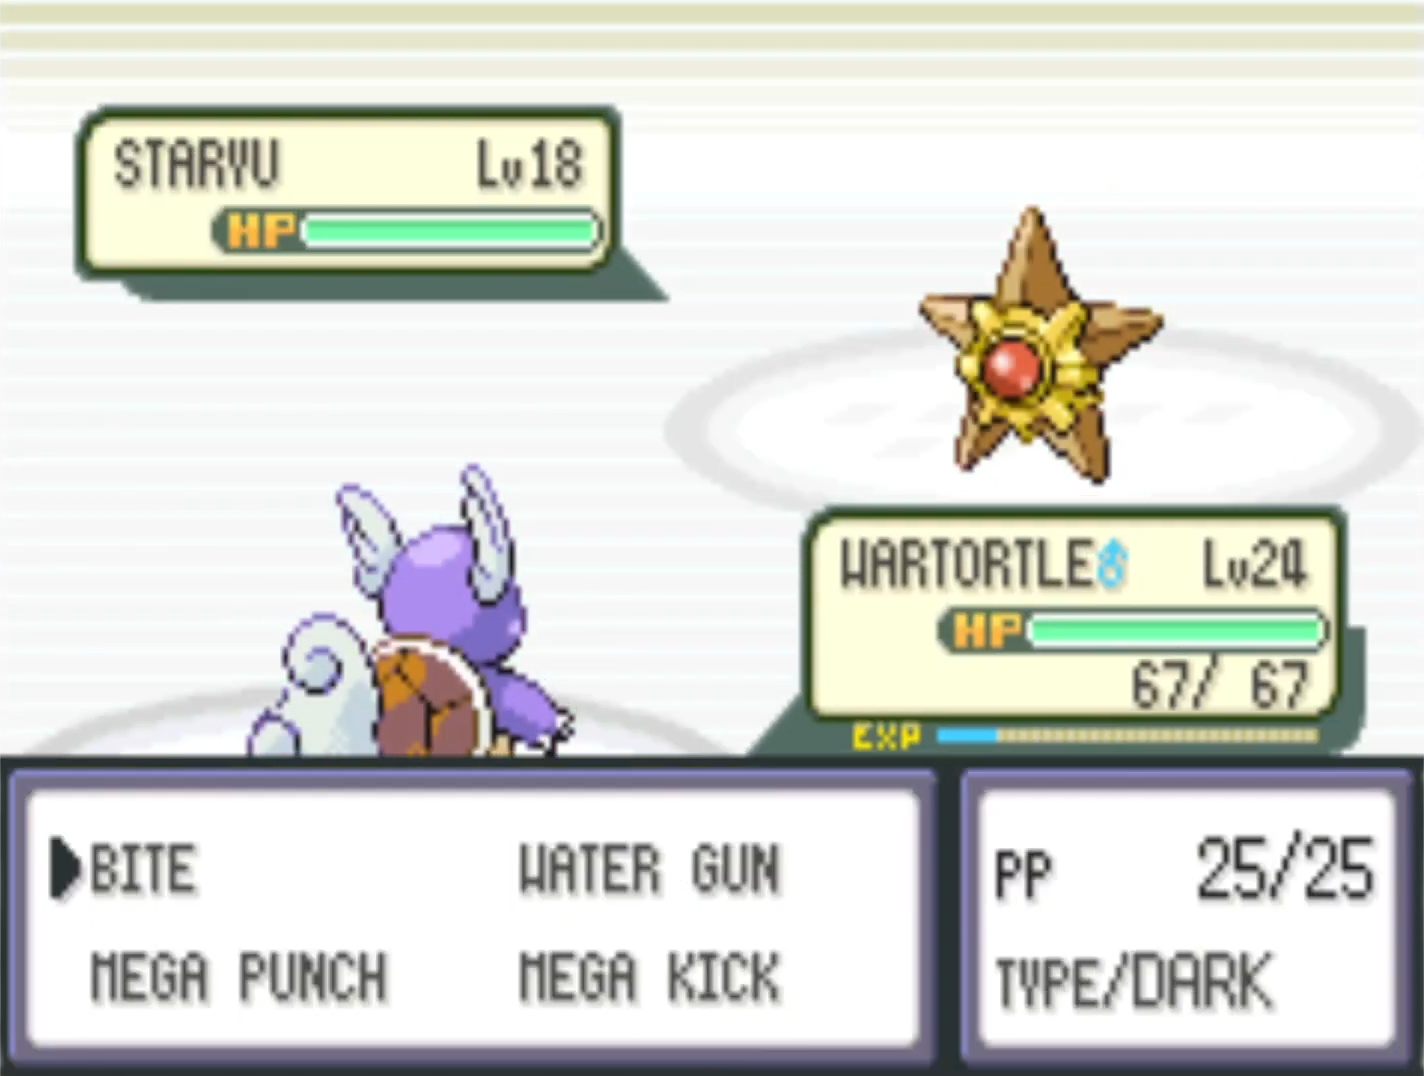 STARYU Lv18
HP
WARTORTLE♂ Lv24
HP
67/ 67
EXP
BITE WATER GUN
MEGA PUNCH MEGA KICK
PP 25/25
TYPE/DARK